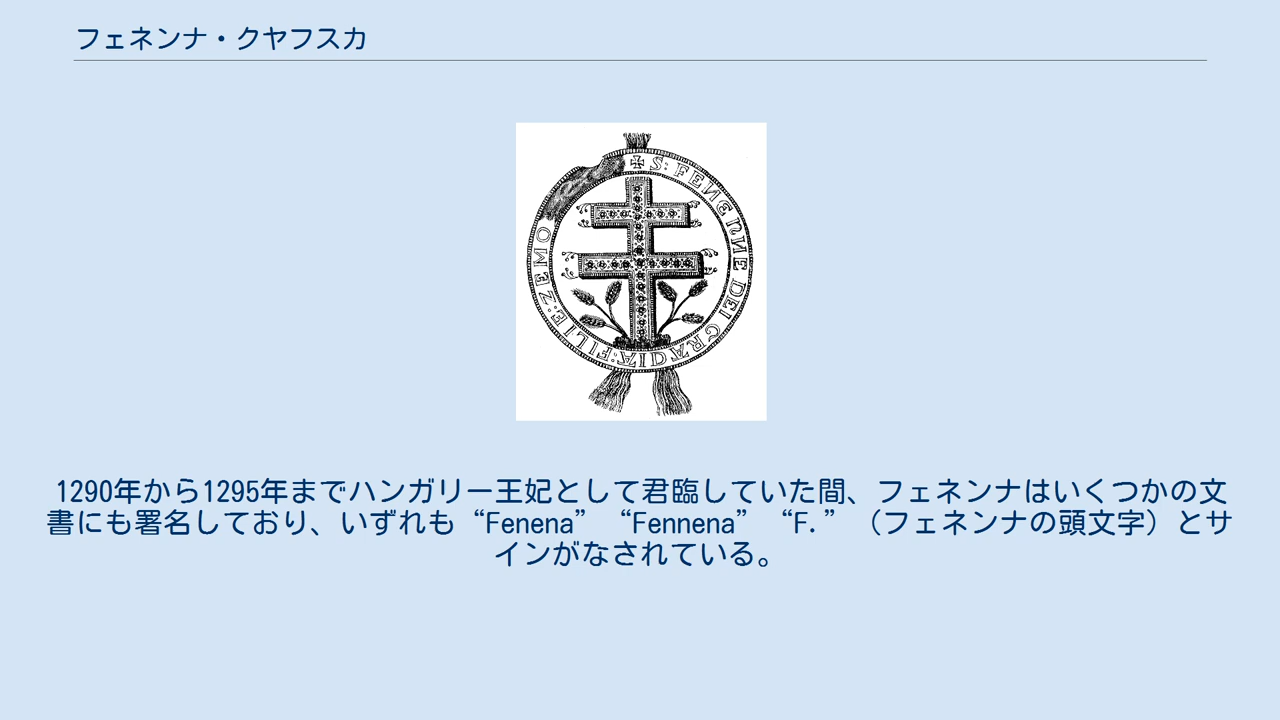 フェネンナ・クヤフスカ
✠ S: FENENNE DEI GRACIA: FILIE: ZEMO
1290年から1295年までハンガリー王妃として君臨していた間、フェネンナはいくつかの文
書にも署名しており、いずれも“Fenena”“Fennena”“F.”（フェネンナの頭文字）とサ
インがなされている。